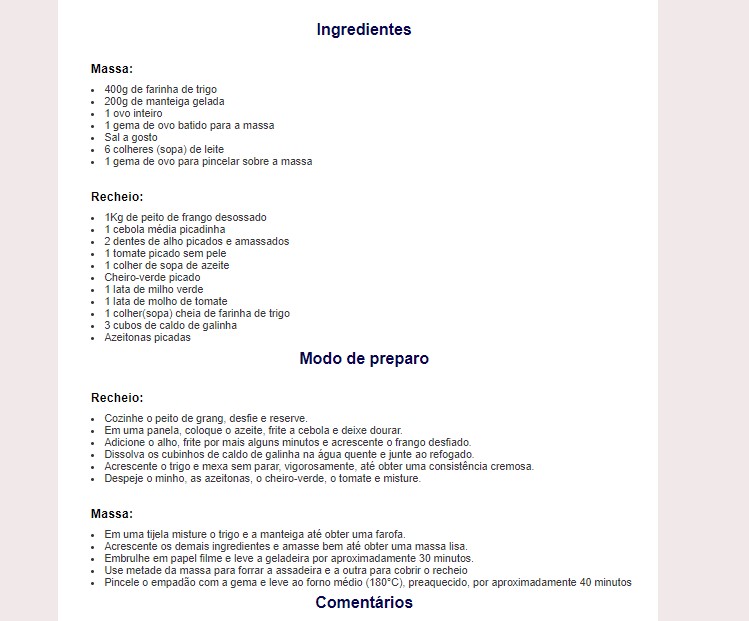 Ingredientes
Massa:
400g de farinha de trigo
200g de manteiga gelada
1 ovo inteiro
1 gema de ovo batido para a massa
Sal a gosto
6 colheres (sopa) de leite
1 gema de ovo para pincelar sobre a massa
Recheio:
1Kg de peito de frango desossado
1 cebola média picadinha
2 dentes de alho picados e amassados
1 tomate picado sem pele
1 colher de sopa de azeite
Cheiro-verde picado
1 lata de milho verde
1 lata de molho de tomate
1 colher(sopa) cheia de farinha de trigo
3 cubos de caldo de galinha
Azeitonas picadas
Modo de preparo
Recheio:
Cozinhe o peito de grang, desfie e reserve.
Em uma panela, coloque o azeite, frite a cebola e deixe dourar.
Adicione o alho, frite por mais alguns minutos e acrescente o frango desfiado.
Dissolva os cubinhos de caldo de galinha na água quente e junte ao refogado.
Acrescente o trigo e mexa sem parar, vigorosamente, até obter uma consistência cremosa.
Despeje o minho, as azeitonas, o cheiro-verde, o tomate e misture.
Massa:
Em uma tijela misture o trigo e a manteiga até obter uma farofa.
Acrescente os demais ingredientes e amasse bem até obter uma massa lisa.
Embrulhe em papel filme e leve a geladeira por aproximadamente 30 minutos.
Use metade da massa para forrar a assadeira e a outra para cobrir o recheio
Pincele o empadão com a gema e leve ao forno médio (180°C), preaquecido, por aproximadamente 40 minutos
Comentários